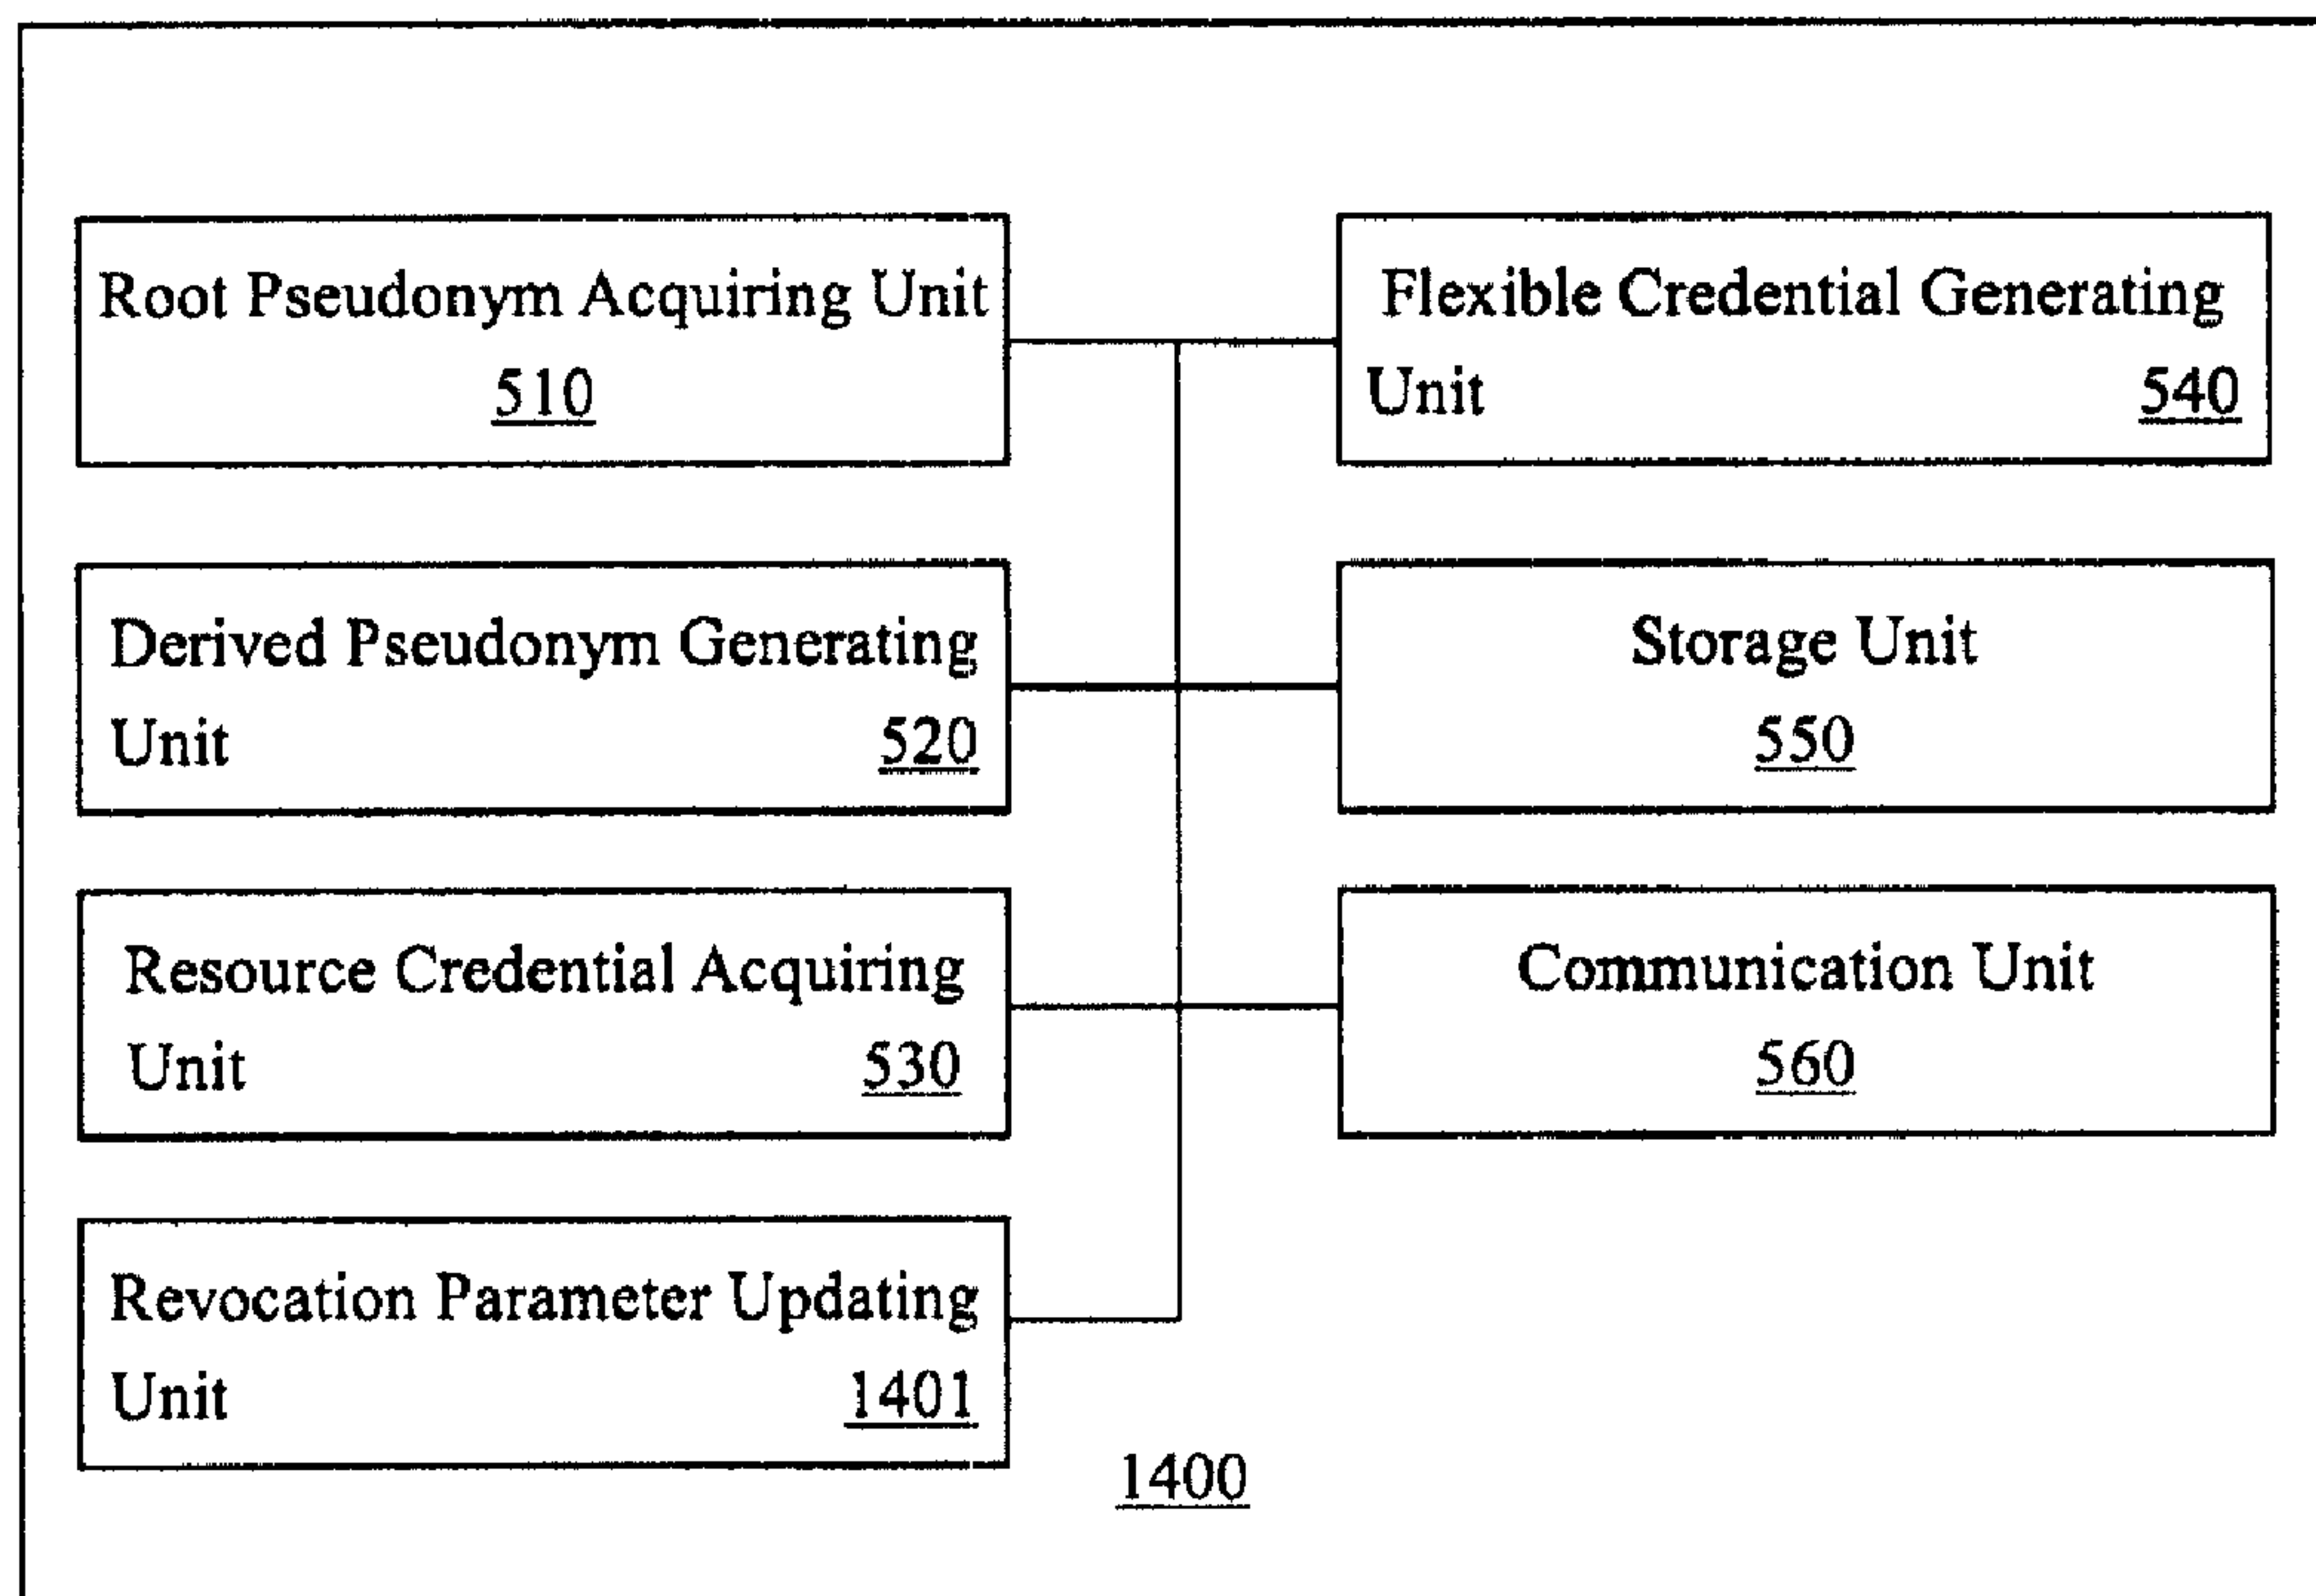 Root Pseudonym Acquiring Unit
510
Flexible Credential Generating
Unit 540
Derived Pseudonym Generating
Unit 520
Storage Unit
550
Resource Credential Acquiring
Unit 530
Communication Unit
560
Revocation Parameter Updating
Unit 1401
1400